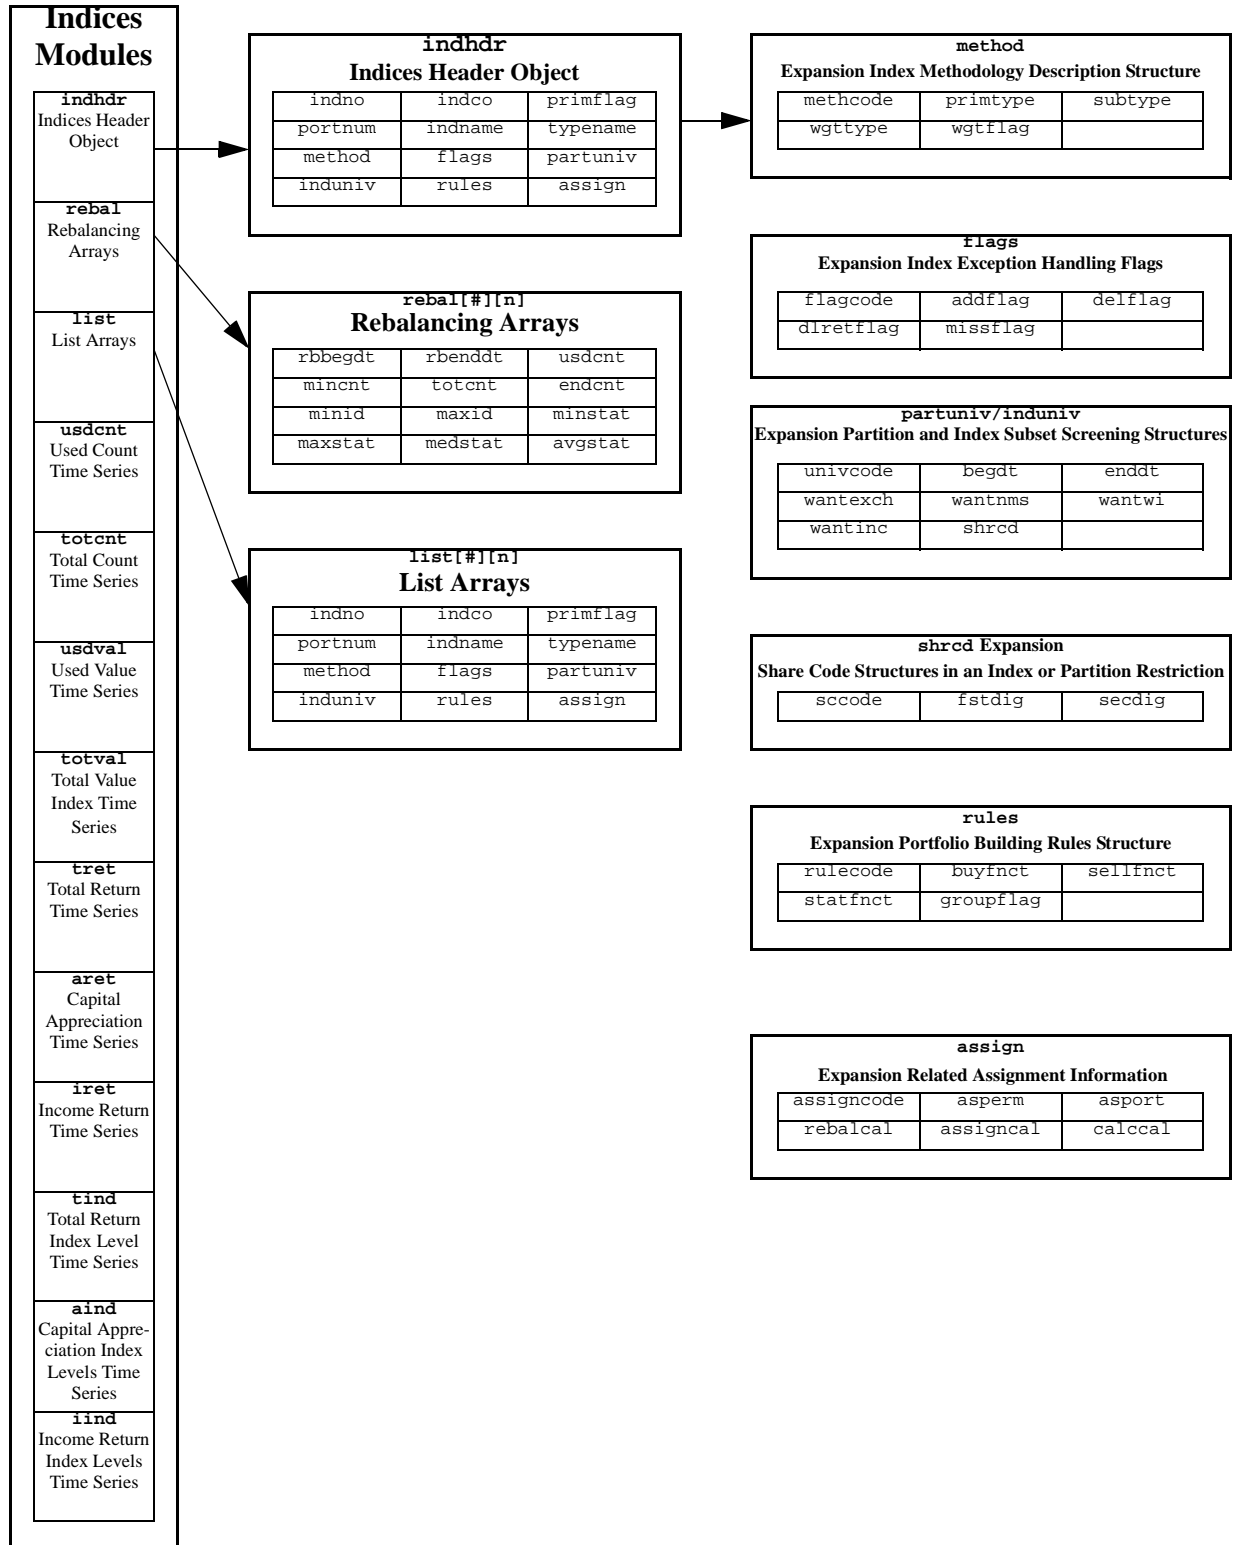 Indices
Modules
indhdr
Indices Header
Object
rebal
Rebalancing
Arrays
list
List Arrays
usdcnt
Used Count
Time Series
totcnt
Total Count
Time Series
usdval
Used Value
Time Series
totval
Total Value
Index Time
Series
tret
Total Return
Time Series
aret
Capital
Appreciation
Time Series
iret
Income Return
Time Series
tind
Total Return
Index Level
Time Series
aind
Capital Appre-
ciation Index
Levels Time
Series
iind
Income Return
Index Levels
Time Series
indhdr
Indices Header Object
indno indco primflag
portnum indname typename
method flags partuniv
induniv rules assign
rebal[#][n]
Rebalancing Arrays
rbbegdt rbenddt usdcnt
mincnt totcnt endcnt
minid maxid minstat
maxstat medstat avgstat
list[#][n]
List Arrays
indno indco primflag
portnum indname typename
method flags partuniv
induniv rules assign
method
Expansion Index Methodology Description Structure
methcode primtype subtype
wgttype wgtflag
flags
Expansion Index Exception Handling Flags
flagcode addflag delflag
dlretflag missflag
partuniv/induniv
Expansion Partition and Index Subset Screening Structures
univcode begdt enddt
wantexch wantnms wantwi
wantinc shrcd
shrcd Expansion
Share Code Structures in an Index or Partition Restriction
sccode fstdig secdig
rules
Expansion Portfolio Building Rules Structure
rulecode buyfnct sellfnct
statfnct groupflag
assign
Expansion Related Assignment Information
assigncode asperm asport
rebalcal assigncal calccal